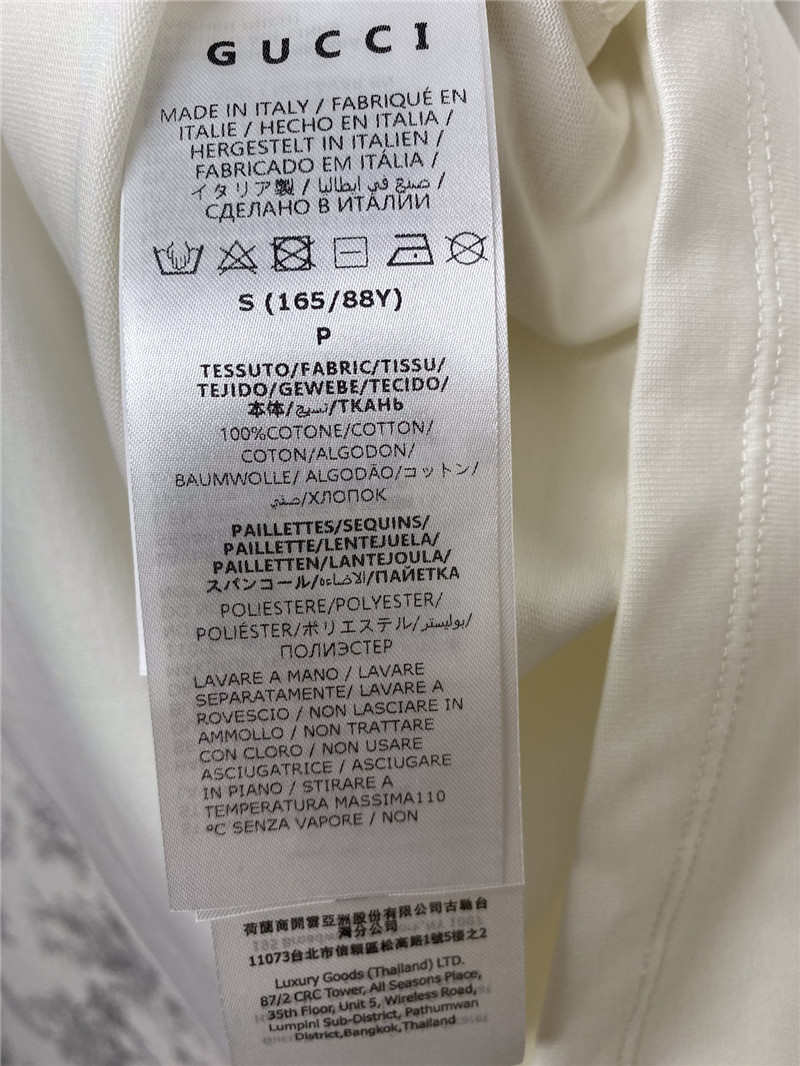 GUCCI
MADE IN ITALY / FABRIQUÉ EN
ITALIE / HECHO EN ITALIA /
HERGESTELT IN ITALIEN /
FABRICADO EM ITÁLIA /
イタリア製 / صنع في ايطاليا /
СДЕЛАНО В ИТАЛИИ
S (165/88Y)
P
TESSUTO/FABRIC/TISSU/
TEJIDO/GEWEBE/TECIDO/
本体/نسيج/ТКАНЬ
100%COTONE/COTTON/
COTON/ALGODON/
BAUMWOLLE/ ALGODÃO/コットン/
/ХЛОПОК
PAILLETTES/SEQUINS/
PAILLETTE/LENTEJUELA/
PAILLETTEN/LANTEJOULA/
スパンコール/الاضاءه/ПАЙЕТКА
POLIESTERE/POLYESTER/
POLIÉSTER/ポリエステル/بوليستر/
ПОЛИЭСТЕР
LAVARE A MANO / LAVARE
SEPARATAMENTE/ LAVARE A
ROVESCIO / NON LASCIARE IN
AMMOLLO / NON TRATTARE
CON CLORO / NON USARE
ASCIUGATRICE / ASCIUGARE
IN PIANO / STIRARE A
TEMPERATURA MASSIMA110
ºC SENZA VAPORE / NON
荷蘭商開雲亞洲股份有限公司古馳台
灣分公司
11073台北市信義區松高路1號5樓之2
Luxury Goods (Thailand) LTD.
87/2 CRC Tower, All Seasons Place,
35th Floor, Unit 5, Wireless Road,
Lumpini Sub-District, Pathumwan
District,Bangkok,Thailand